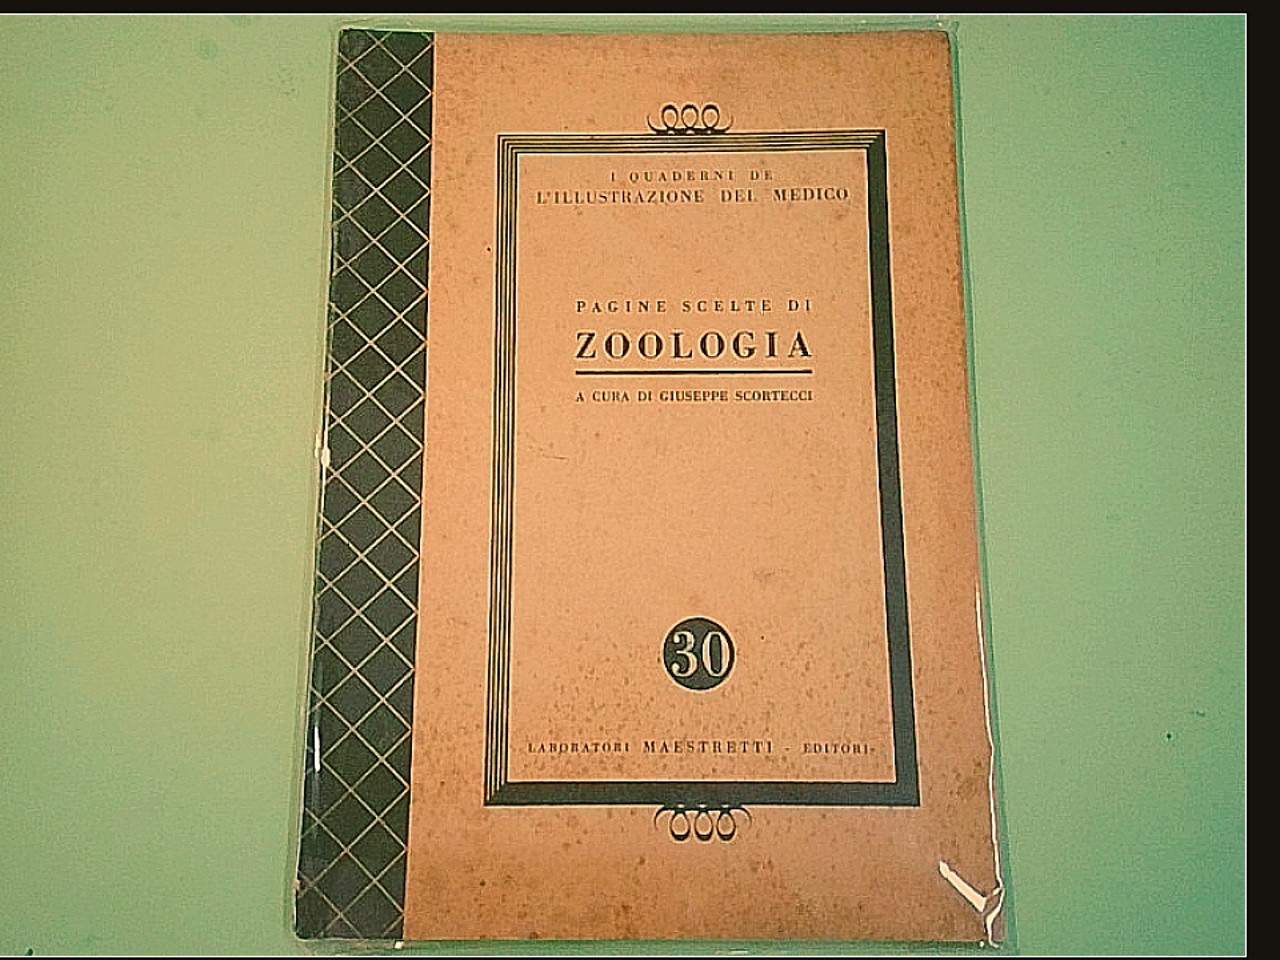 I QUADERNI DE
L'ILLUSTRAZIONE DEL MEDICO
PAGINE SCELTE DI
ZOOLOGIA
A CURA DI GIUSEPPE SCORTECCI
30
LABORATORI MAESTRETTI - EDITORI-